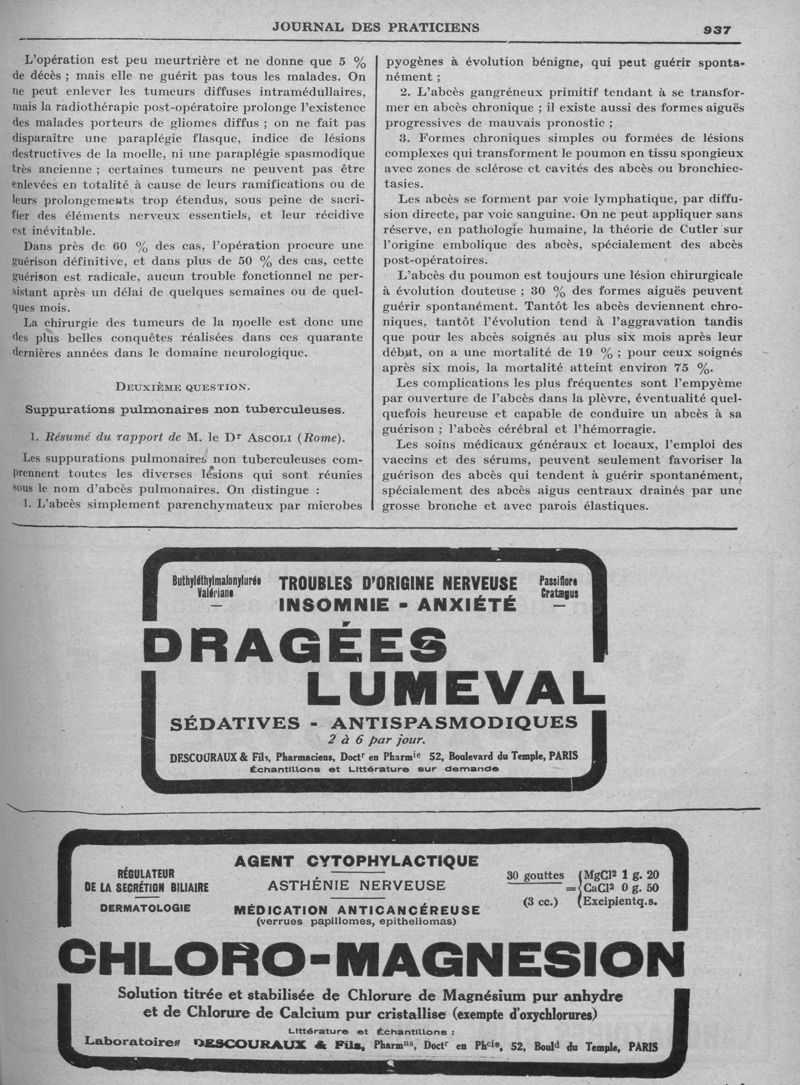 JOURNAL DES PRATICIENS 937
L'opération est peu meurtrière et ne donne que 5 %
de décès ; mais elle ne guérit pas tous les malades. On
ne peut enlever les tumeurs diffuses intramédullaires,
mais la radiothérapie post-opératoire prolonge l'existence
des malades porteurs de gliomes diffus ; on ne fait pas
disparaître une paraplégie flasque, indice de lésions
destructives de la moelle, ni une paraplégie spasmodique
très ancienne ; certaines tumeurs ne peuvent pas être
enlevées en totalité à cause de leurs ramifications ou de
leurs prolongements trop étendus, sous peine de sacri-
fier des éléments nerveux essentiels, et leur récidive
est inévitable.
Dans près de 60 % des cas, l'opération procure une
guérison définitive, et dans plus de 50 % des cas, cette
guérison est radicale, aucun trouble fonctionnel ne per-
sistant après un délai de quelques semaines ou de quel-
ques mois.
La chirurgie des tumeurs de la moelle est donc une
des plus belles conquêtes réalisées dans ces quarante
dernières années dans le domaine neurologique.
DEUXIÈME QUESTION.
Suppurations pulmonaires non tuberculeuses.
1. Résumé du rapport de M. le Dr ASCOLI (Rome).
Les suppurations pulmonaires non tuberculeuses com-
prennent toutes les diverses lésions qui sont réunies
sous le nom d'abcès pulmonaires. On distingue :
1. L'abcès simplement parenchymateux par microbes
pyogènes à évolution bénigne, qui peut guérir sponta-
nément ;
2. L'abcès gangréneux primitif tendant à se transfor-
mer en abcès chronique ; il existe aussi des formes aiguës
progressives de mauvais pronostic ;
3. Formes chroniques simples ou formées de lésions
complexes qui transforment le poumon en tissu spongieux
avec zones de sclérose et cavités des abcès ou bronchiec-
tasies.
Les abcès se forment par voie lymphatique, par diffu-
sion directe, par voie sanguine. On ne peut appliquer sans
réserve, en pathologie humaine, la théorie de Cutler sur
l'origine embolique des abcès, spécialement des abcès
post-opératoires.
L'abcès du poumon est toujours une lésion chirurgicale
à évolution douteuse ; 30 % des formes aiguës peuvent
guérir spontanément. Tantôt les abcès deviennent chro-
niques, tantôt l'évolution tend à l'aggravation tandis
que pour les abcès soignés au plus six mois après leur
début, on a une mortalité de 19 % ; pour ceux soignés
après six mois, la mortalité atteint environ 75 %.
Les complications les plus fréquentes sont l'empyème
par ouverture de l'abcès dans la plèvre, éventualité quel-
quefois heureuse et capable de conduire un abcès à sa
guérison ; l'abcès cérébral et l'hémorragie.
Les soins médicaux généraux et locaux, l'emploi des
vaccins et des sérums, peuvent seulement favoriser la
guérison des abcès qui tendent à guérir spontanément,
spécialement des abcès aigus centraux drainés par une
grosse bronche et avec parois élastiques.
Buthyléthylmalonylurée
Valériane
—
TROUBLES D'ORIGINE NERVEUSE
INSOMNIE - ANXIÉTÉ
Passiflore
Cratægus
—
DRAGÉES
LUMEVAL
SÉDATIVES - ANTISPASMODIQUES
2 à 6 par jour.
DESCOURAUX & Fils, Pharmaciens, Doctr en Pharmie 52, Boulevard du Temple, PARIS
Échantillons et Littérature sur demande
RÉGULATEUR
DE LA SECRÉTION BILIAIRE
DERMATOLOGIE
AGENT CYTOPHYLACTIQUE
ASTHÉNIE NERVEUSE
MÉDICATION ANTICANCÉREUSE
(verrues papillomes, epitheliomas)
30 gouttes
(3 cc.)
=
MgCl² 1 g. 20
CaCl² 0 g. 50
Excipientq.s.
CHLORO-MAGNESION
Solution titrée et stabilisée de Chlorure de Magnésium pur anhydre
et de Chlorure de Calcium pur cristallise (exempte d'oxychlorures)
Littérature et Échantillons :
Laboratoires DESCOURAUX & Fils, Pharmns, Doctr en Phcie, 52, Bould du Temple, PARIS